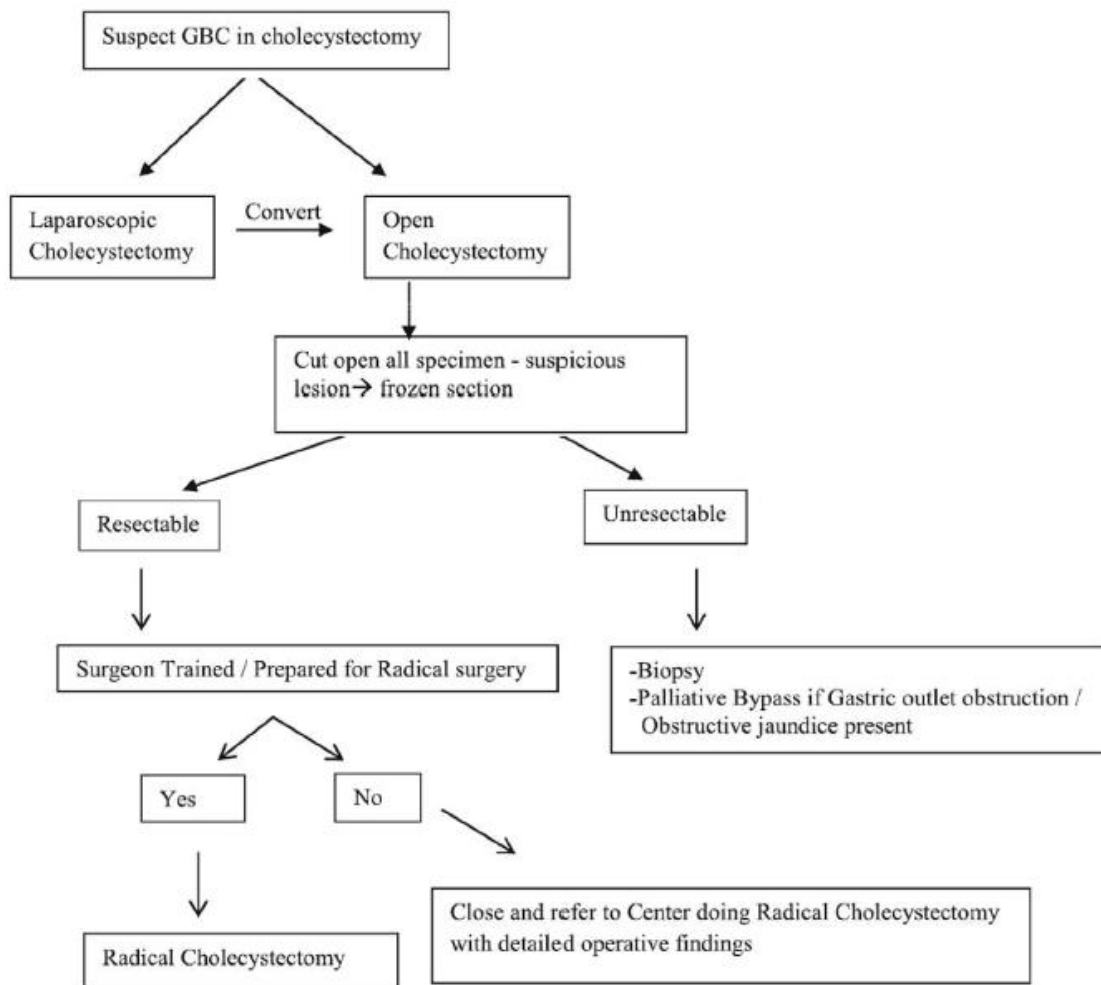 Suspect GBC in cholecystectomy
Laparoscopic
Cholecystectomy
Convert
Open
Cholecystectomy
Cut open all specimen - suspicious
lesion→ frozen section
Resectable
Unresectable
Surgeon Trained / Prepared for Radical surgery
-Biopsy
-Palliative Bypass if Gastric outlet obstruction /
Obstructive jaundice present
Yes
No
Radical Cholecystectomy
Close and refer to Center doing Radical Cholecystectomy
with detailed operative findings